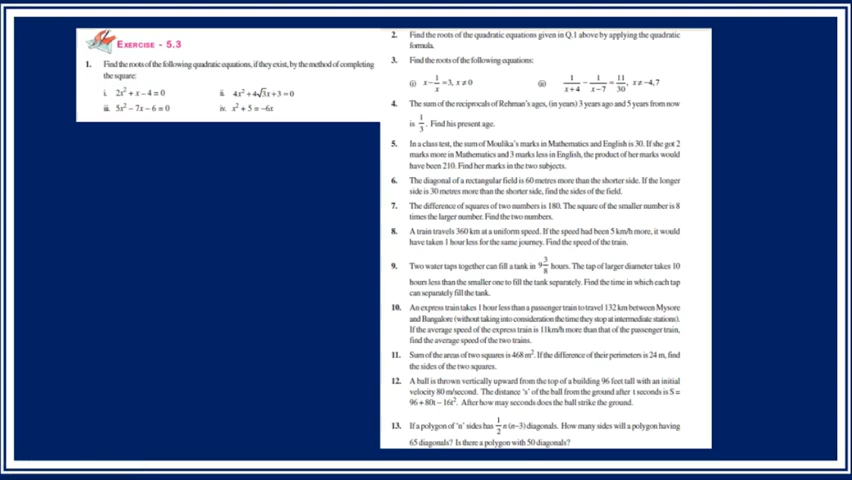 EXERCISE - 5.3
1. Find the roots of the following quadratic equations, if they exist, by the method of completing
the square:
i. 2x² + x – 4 = 0 ii. 4x² + 4√3x + 3 = 0
iii. 5x² – 7x – 6 = 0 iv. x² + 5 = –6x
2. Find the roots of the quadratic equations given in Q.1 above by applying the quadratic
formula.
3. Find the roots of the following equations:
(i) x – 1/x = 3, x ≠ 0 (ii) 1/(x+4) – 1/(x–7) = 11/30, x ≠ –4, 7
4. The sum of the reciprocals of Rehman's ages, (in years) 3 years ago and 5 years from now
is 1/3. Find his present age.
5. In a class test, the sum of Moulika's marks in Mathematics and English is 30. If she got 2
marks more in Mathematics and 3 marks less in English, the product of her marks would
have been 210. Find her marks in the two subjects.
6. The diagonal of a rectangular field is 60 metres more than the shorter side. If the longer
side is 30 metres more than the shorter side, find the sides of the field.
7. The difference of squares of two numbers is 180. The square of the smaller number is 8
times the larger number. Find the two numbers.
8. A train travels 360 km at a uniform speed. If the speed had been 5 km/h more, it would
have taken 1 hour less for the same journey. Find the speed of the train.
9. Two water taps together can fill a tank in 9 3/8 hours. The tap of larger diameter takes 10
hours less than the smaller one to fill the tank separately. Find the time in which each tap
can separately fill the tank.
10. An express train takes 1 hour less than a passenger train to travel 132 km between Mysore
and Bangalore (without taking into consideration the time they stop at intermediate stations).
If the average speed of the express train is 11km/h more than that of the passenger train,
find the average speed of the two trains.
11. Sum of the areas of two squares is 468 m². If the difference of their perimeters is 24 m, find
the sides of the two squares.
12. A ball is thrown vertically upward from the top of a building 96 feet tall with an initial
velocity 80 m/second. The distance 's' of the ball from the ground after t seconds is S =
96 + 80t – 16t². After how may seconds does the ball strike the ground.
13. If a polygon of 'n' sides has 1/2 n (n–3) diagonals. How many sides will a polygon having
65 diagonals? Is there a polygon with 50 diagonals?